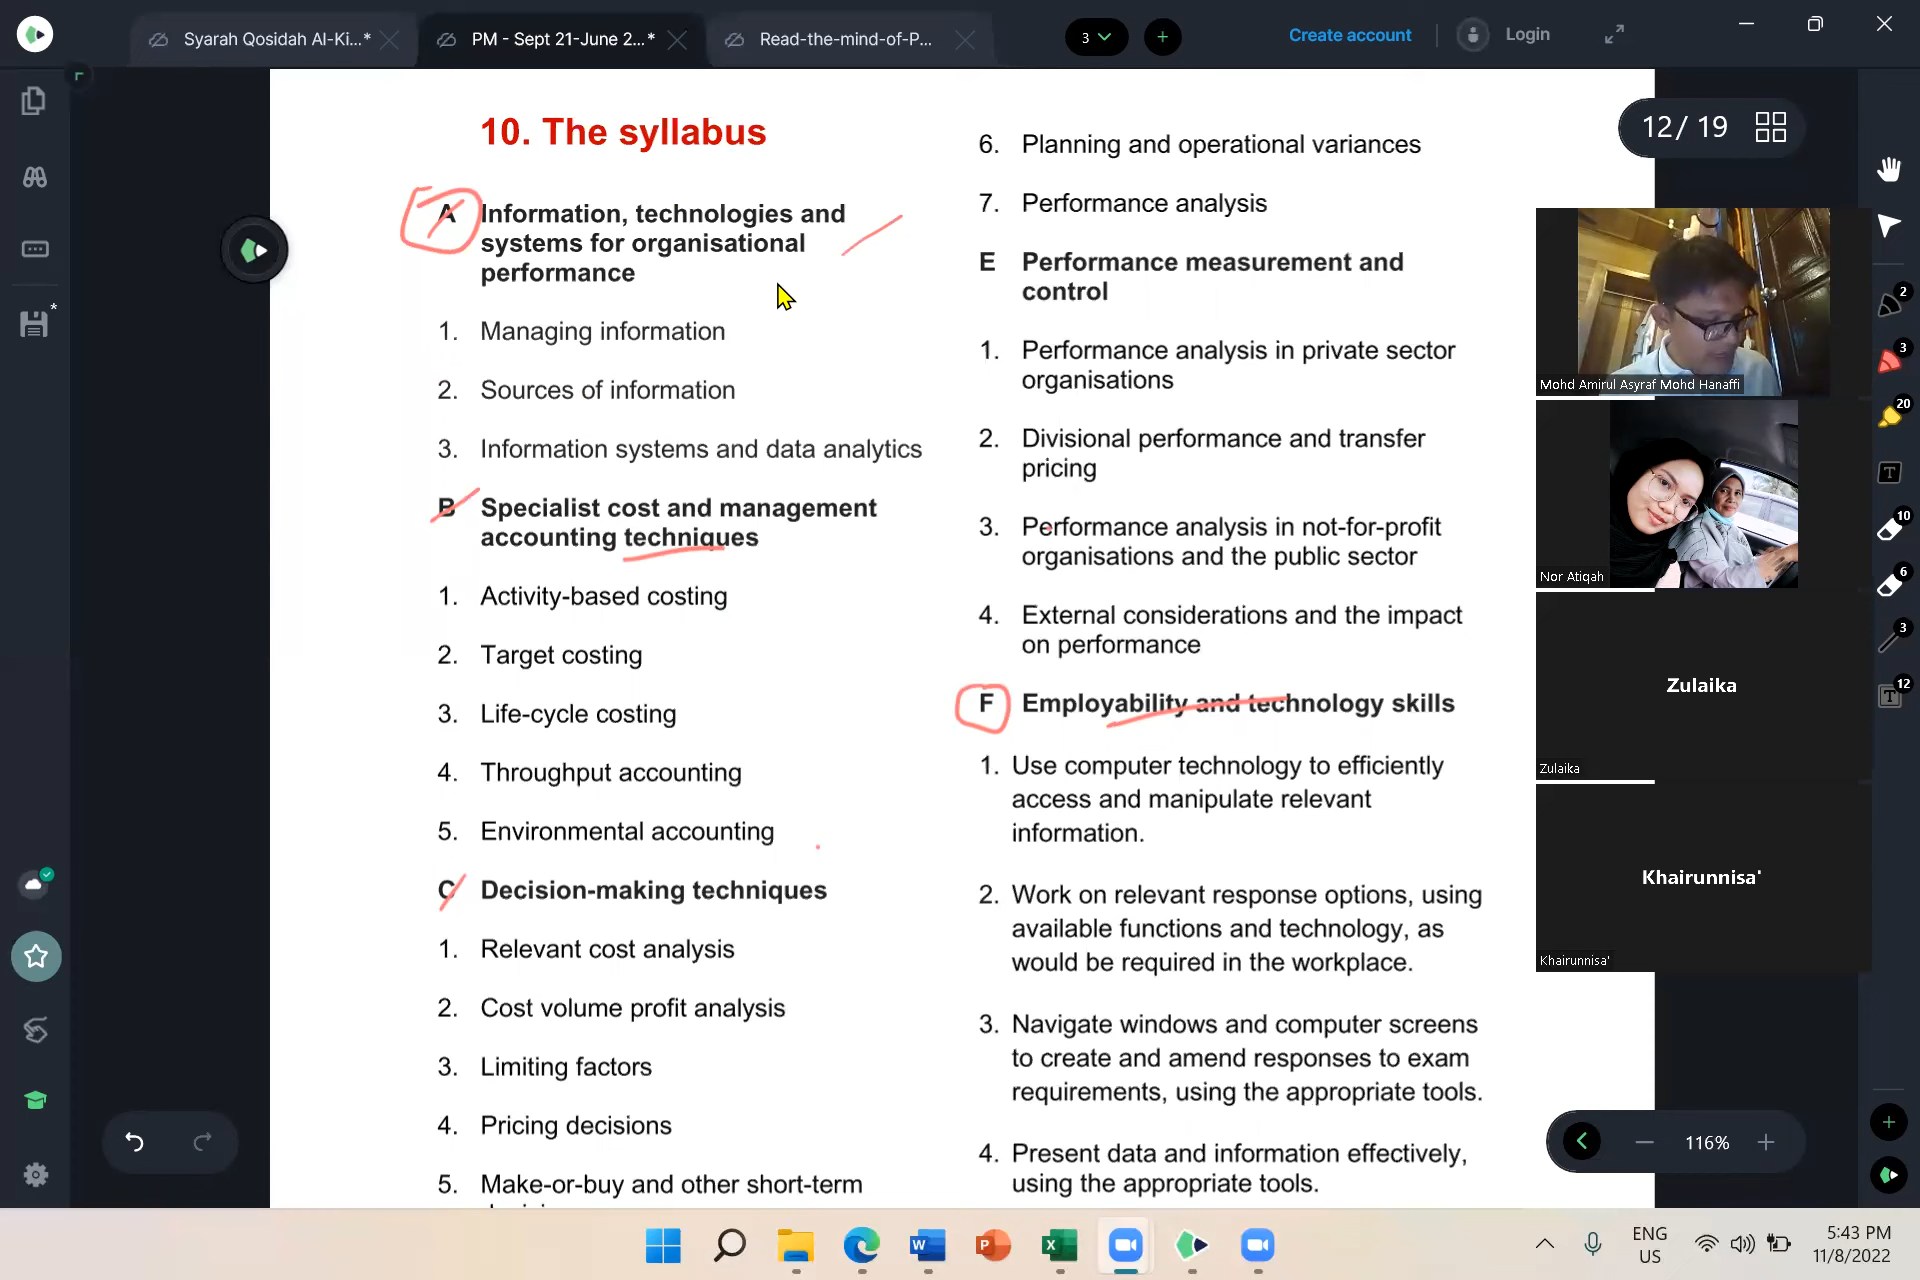 Syarah Qosidah Al-Ki...*
PM - Sept 21-June 2...*
Read-the-mind-of-P...
3
Create account
Login
12/ 19
10. The syllabus
A Information, technologies and
systems for organisational
performance
1. Managing information
2. Sources of information
3. Information systems and data analytics
B Specialist cost and management
accounting techniques
1. Activity-based costing
2. Target costing
3. Life-cycle costing
4. Throughput accounting
5. Environmental accounting
C Decision-making techniques
1. Relevant cost analysis
2. Cost volume profit analysis
3. Limiting factors
4. Pricing decisions
5. Make-or-buy and other short-term
6. Planning and operational variances
7. Performance analysis
E Performance measurement and
control
1. Performance analysis in private sector
organisations
2. Divisional performance and transfer
pricing
3. Performance analysis in not-for-profit
organisations and the public sector
4. External considerations and the impact
on performance
F Employability and technology skills
1. Use computer technology to efficiently
access and manipulate relevant
information.
2. Work on relevant response options, using
available functions and technology, as
would be required in the workplace.
3. Navigate windows and computer screens
to create and amend responses to exam
requirements, using the appropriate tools.
4. Present data and information effectively,
using the appropriate tools.
Mohd Amirul Asyraf Mohd Hanaffi
Nor Atiqah
Zulaika
Zulaika
Khairunnisa'
Khairunnisa'
2
3
20
T
10
6
3
12
T
116%
W
P
X
ENG
US
5:43 PM
11/8/2022